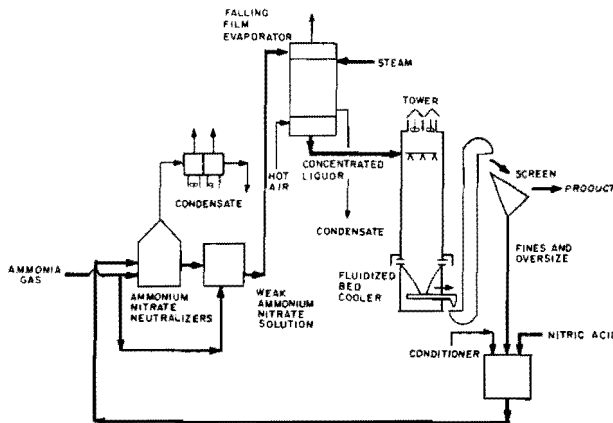 FALLING
FILM
EVAPORATOR
STEAM
TOWER
HOT
AIR
CONCENTRATED
LIQUOR
SCREEN
PRODUCT
CONDENSATE
CONDENSATE
FINES AND
OVERSIZE
AMMONIA
GAS
FLUIDIZED
BED
COOLER
AMMONIUM
NITRATE
NEUTRALIZERS
WEAK
AMMONIUM
NITRATE
SOLUTION
CONDITIONER
NITRIC ACID